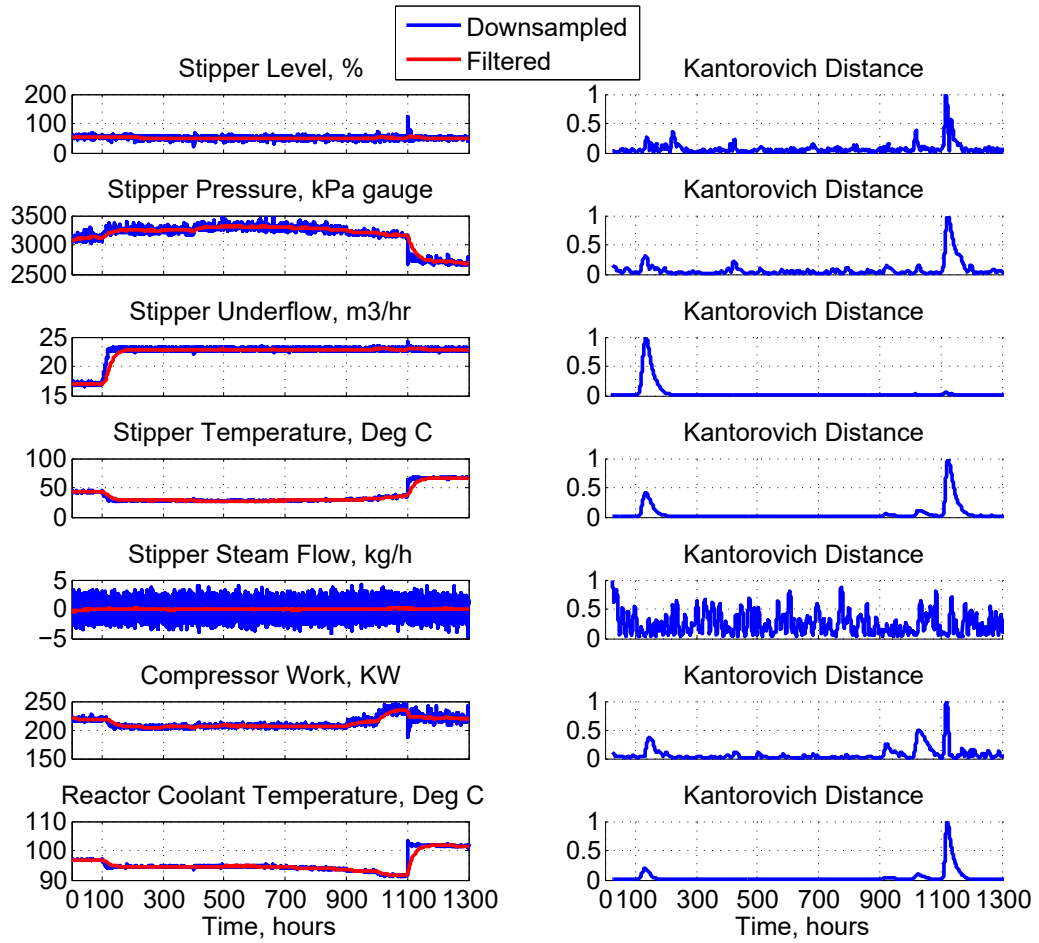 Downsampled
Filtered
Stipper Level, %
200
100
0
Kantorovich Distance
1
0.5
0
Stipper Pressure, kPa gauge
3500
3000
2500
Kantorovich Distance
1
0.5
0
Stipper Underflow, m3/hr
25
20
15
Kantorovich Distance
1
0.5
0
Stipper Temperature, Deg C
100
50
0
Kantorovich Distance
1
0.5
0
Stipper Steam Flow, kg/h
5
0
−5
Kantorovich Distance
1
0.5
0
Compressor Work, KW
250
200
150
Kantorovich Distance
1
0.5
0
Reactor Coolant Temperature, Deg C
110
100
90
0 100 300 500 700 900 1100 1300
Time, hours
Kantorovich Distance
1
0.5
0
0 100 300 500 700 900 1100 1300
Time, hours